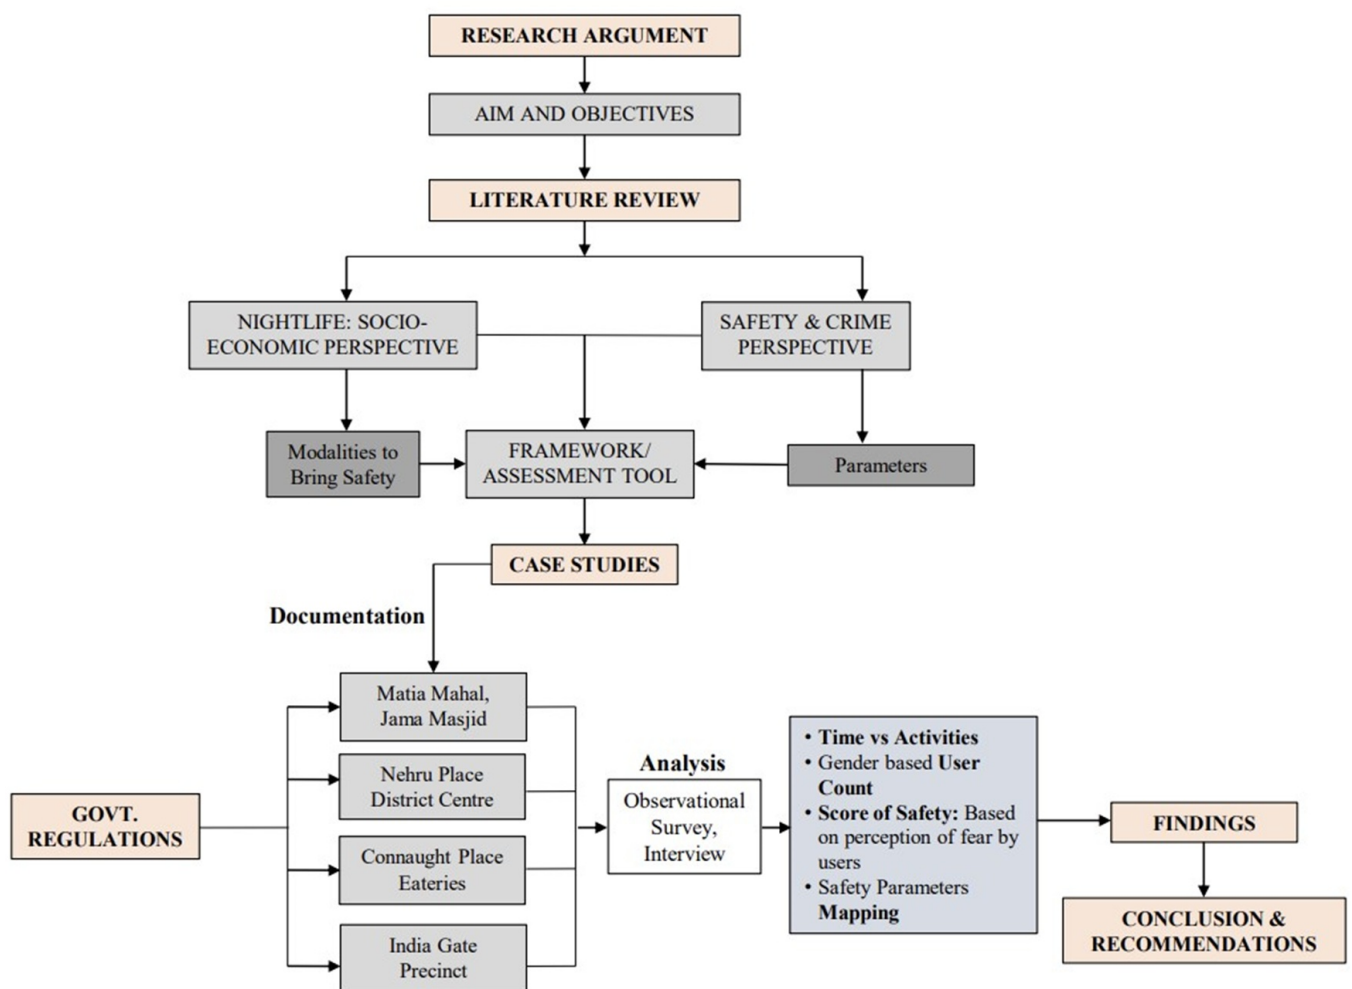 RESEARCH ARGUMENT
AIM AND OBJECTIVES
LITERATURE REVIEW
NIGHTLIFE: SOCIO-
ECONOMIC PERSPECTIVE
SAFETY & CRIME
PERSPECTIVE
Modalities to
Bring Safety
FRAMEWORK/
ASSESSMENT TOOL
Parameters
CASE STUDIES
Documentation
Matia Mahal,
Jama Masjid
Nehru Place
District Centre
Connaught Place
Eateries
India Gate
Precinct
GOVT.
REGULATIONS
Analysis
Observational
Survey,
Interview
• Time vs Activities
• Gender based User
Count
• Score of Safety: Based
on perception of fear by
users
• Safety Parameters
Mapping
FINDINGS
CONCLUSION &
RECOMMENDATIONS